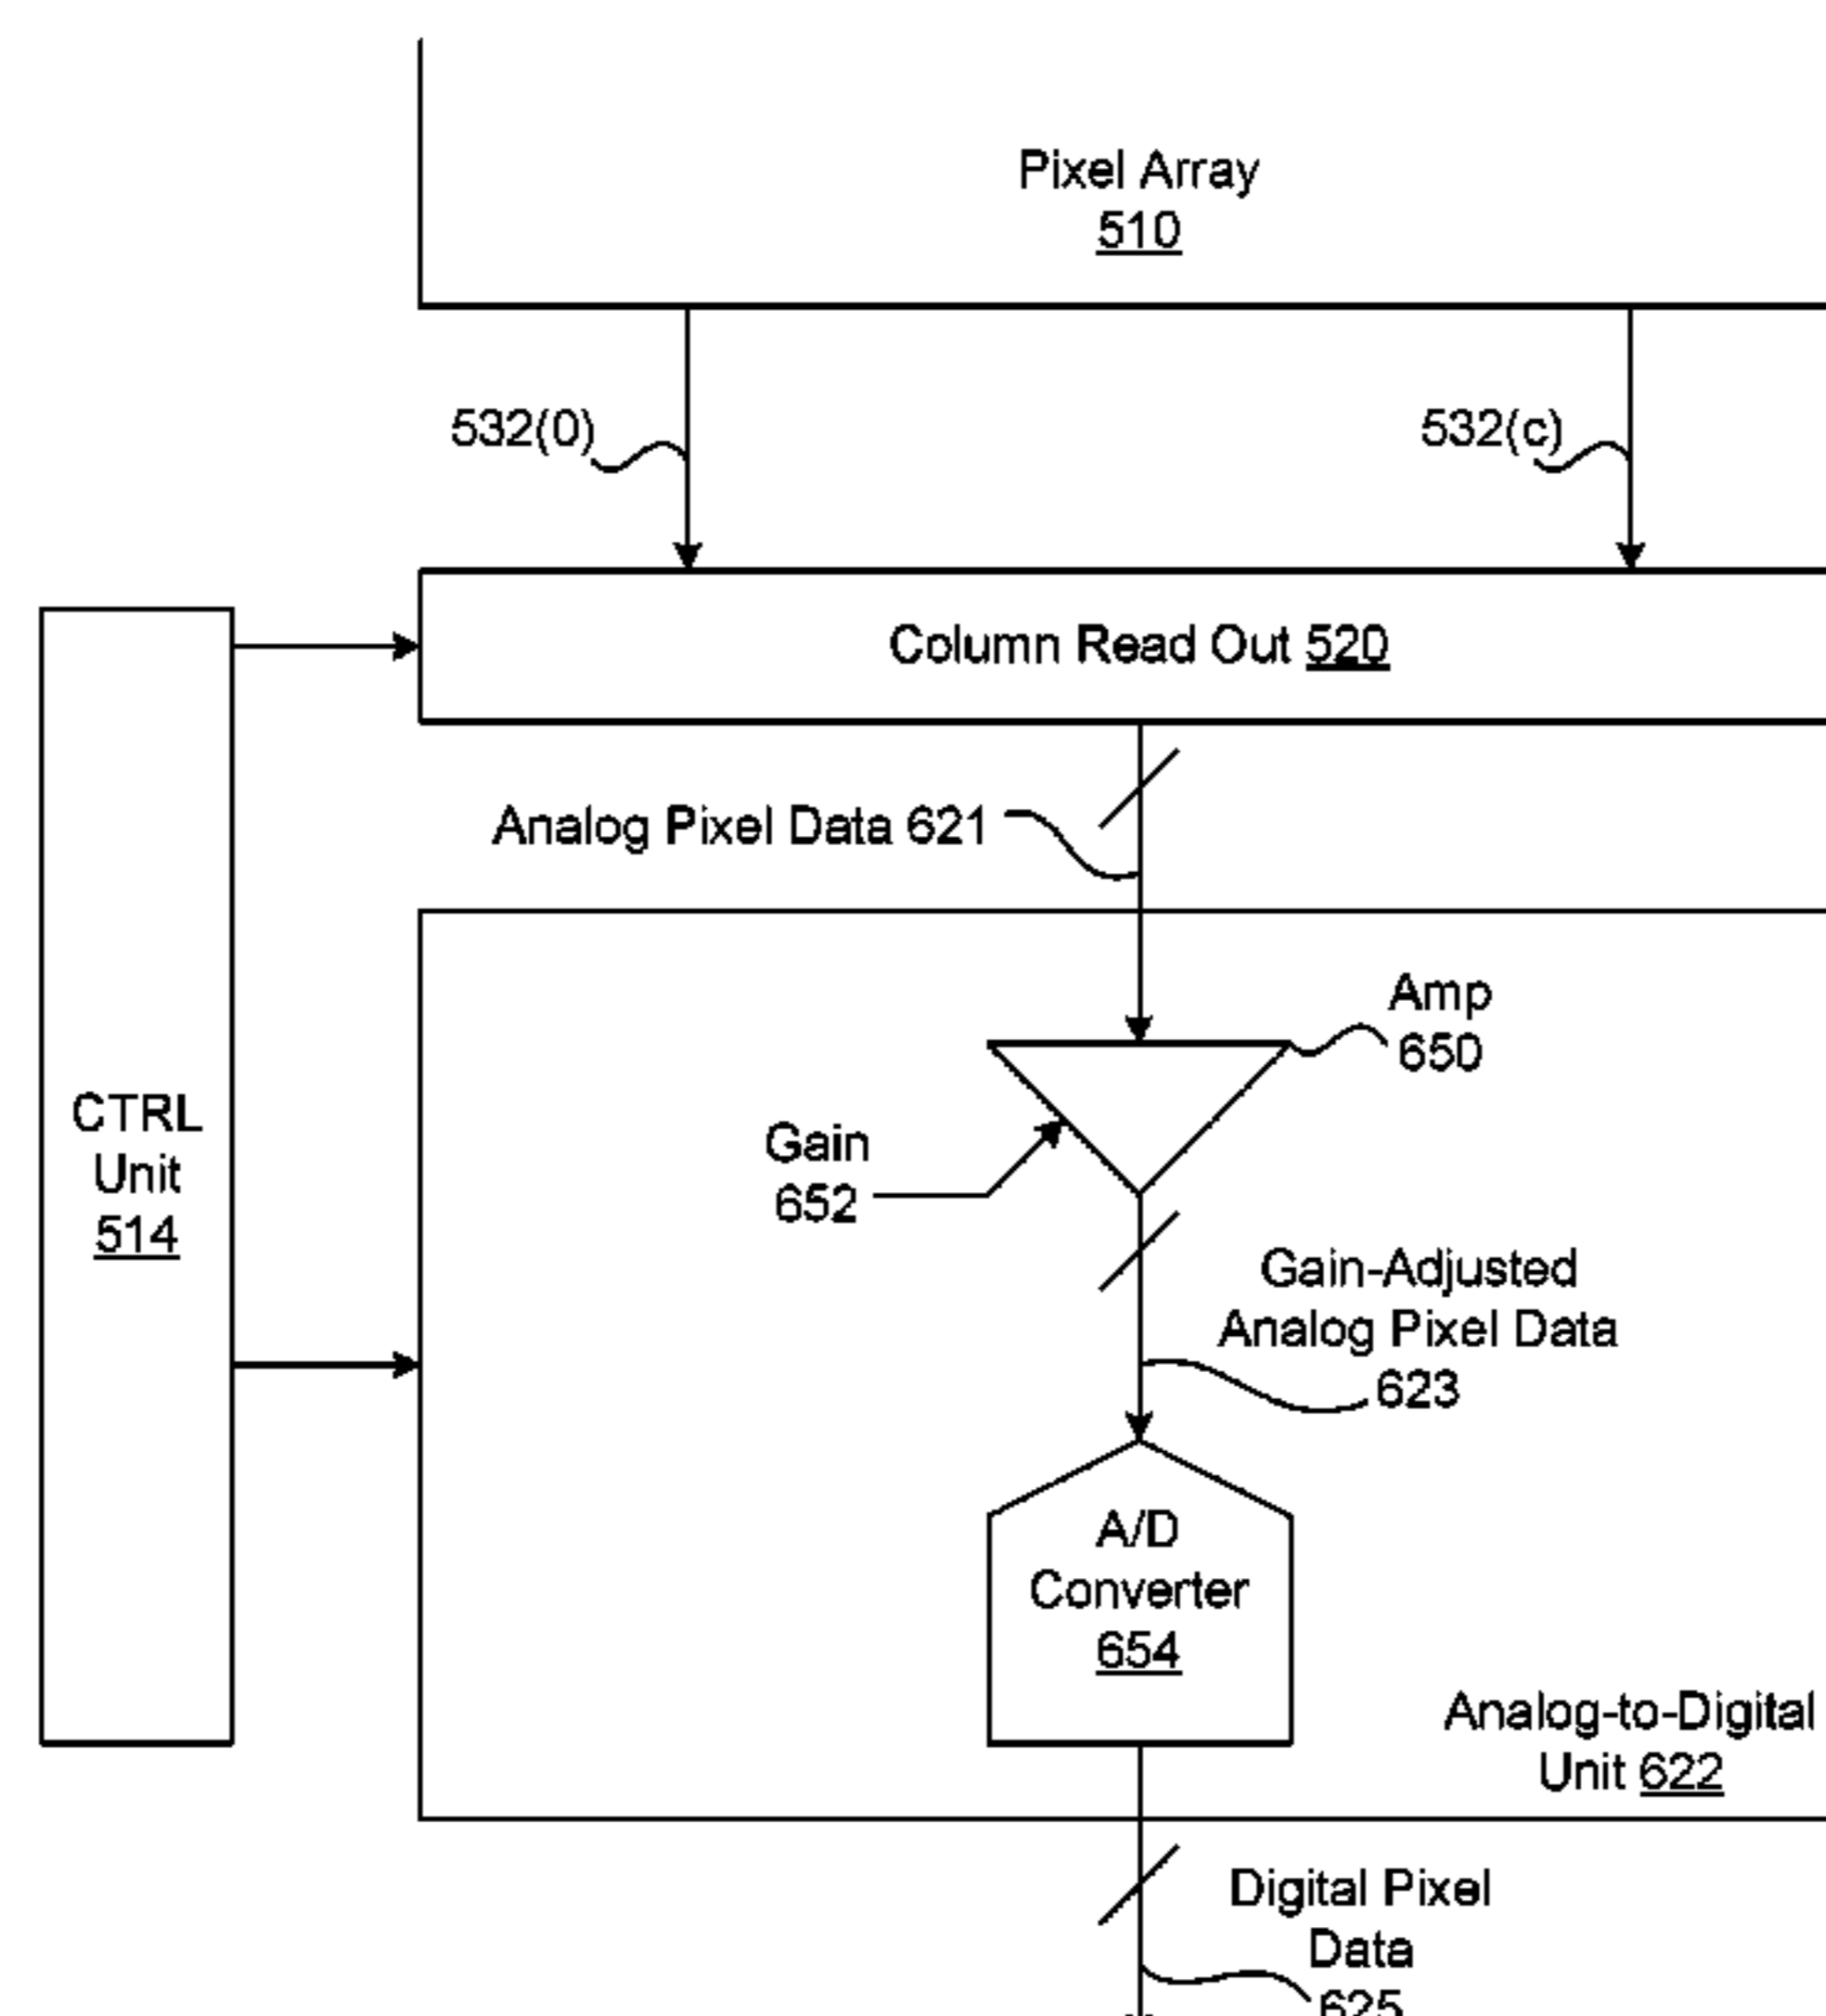 Pixel Array
510
532(0)
532(c)
Column Read Out 520
Analog Pixel Data 621
Amp
650
Gain
652
CTRL
Unit
514
Gain-Adjusted
Analog Pixel Data
623
A/D
Converter
654
Analog-to-Digital
Unit 622
Digital Pixel
Data
625